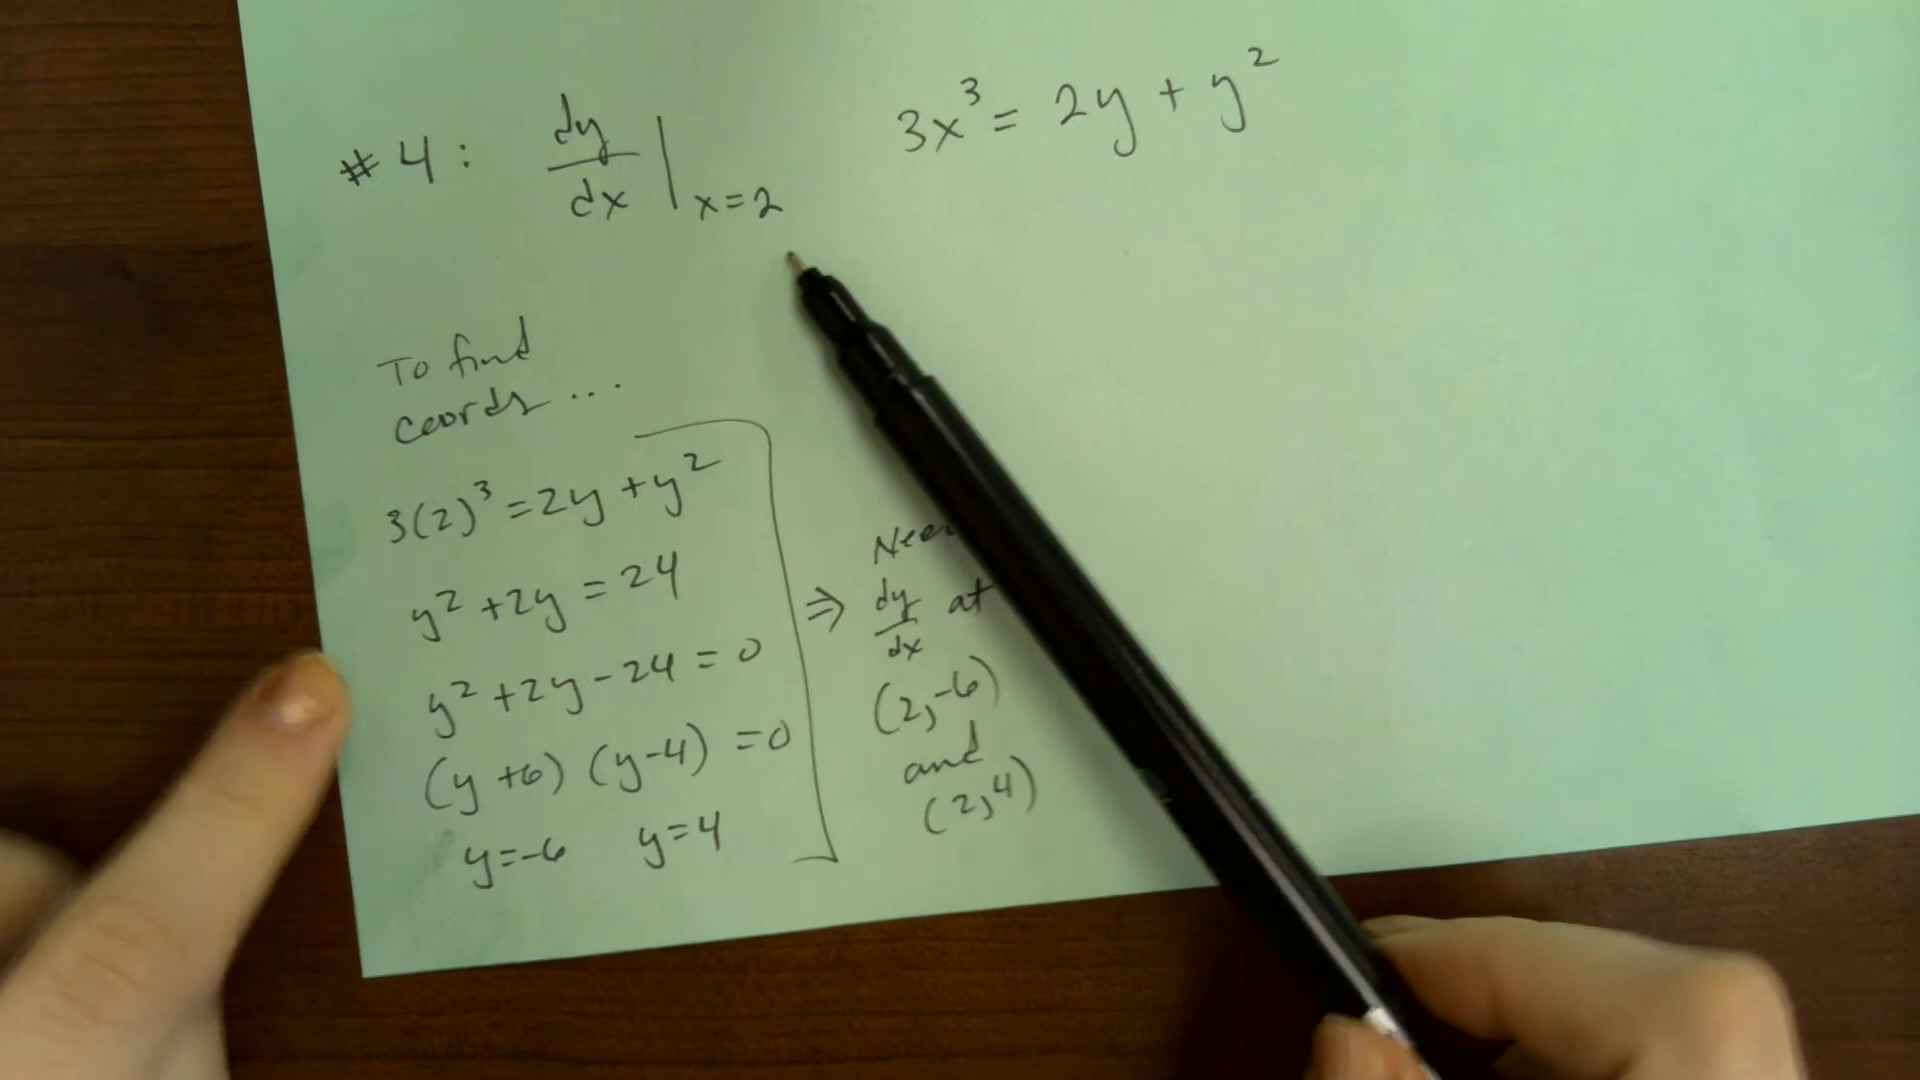 #4: dy/dx |x=2 3x³ = 2y + y²
To find
coords...
3(2)³ = 2y + y²
y² + 2y = 24
y² + 2y - 24 = 0
(y + 6) (y - 4) = 0
y = -6 y = 4
⇒
dy/dx at
(2, -6)
and
(2, 4)